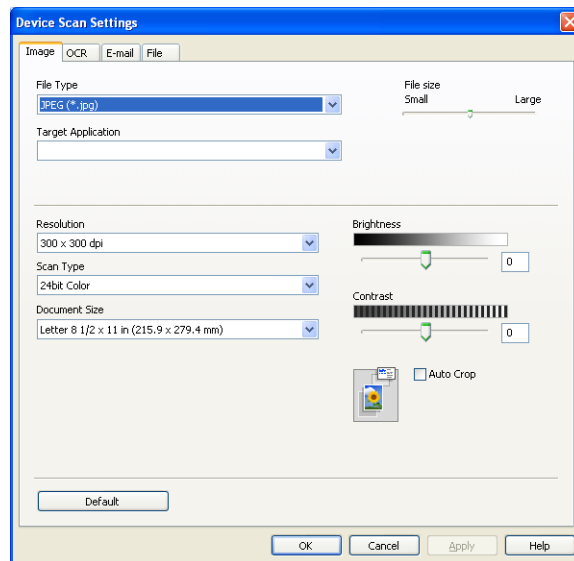 Device Scan Settings
Image OCR E-mail File
File Type
JPEG (*.jpg)
File size
Small Large
Target Application
Resolution
300 x 300 dpi
Scan Type
24bit Color
Document Size
Letter 8 1/2 x 11 in (215.9 x 279.4 mm)
Brightness
0
Contrast
0
Auto Crop
Default
OK Cancel Apply Help